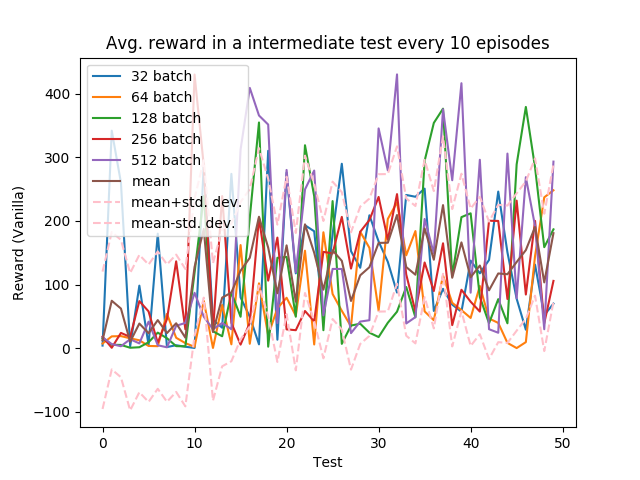 Avg. reward in a intermediate test every 10 episodes
32 batch
64 batch
128 batch
256 batch
512 batch
mean
mean+std. dev.
mean-std. dev.
Reward (Vanilla)
400
300
200
100
0
−100
0
10
20
30
40
50
Test